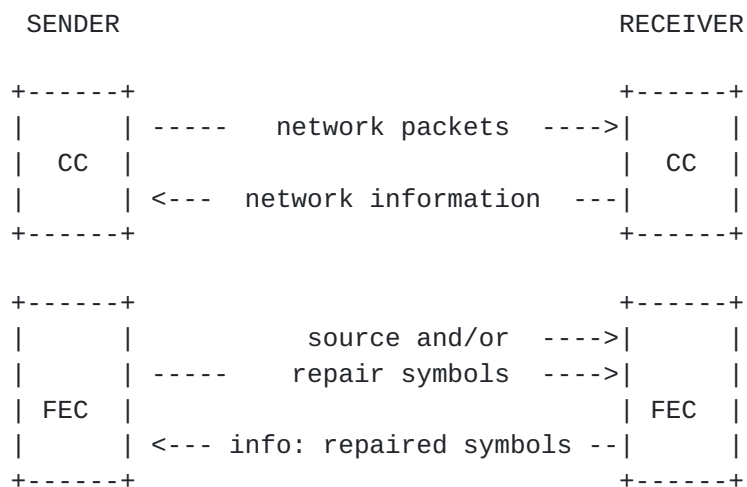 SENDER                                RECEIVER

+------+                               +------+
|      | -----   network packets  ---->|      |
|  CC  |                               |  CC  |
|      | <---  network information  ---|      |
+------+                               +------+

+------+                               +------+
|      |           source and/or  ---->|      |
|      | -----    repair symbols  ---->|      |
| FEC  |                               | FEC  |
|      | <--- info: repaired symbols --|      |
+------+                               +------+